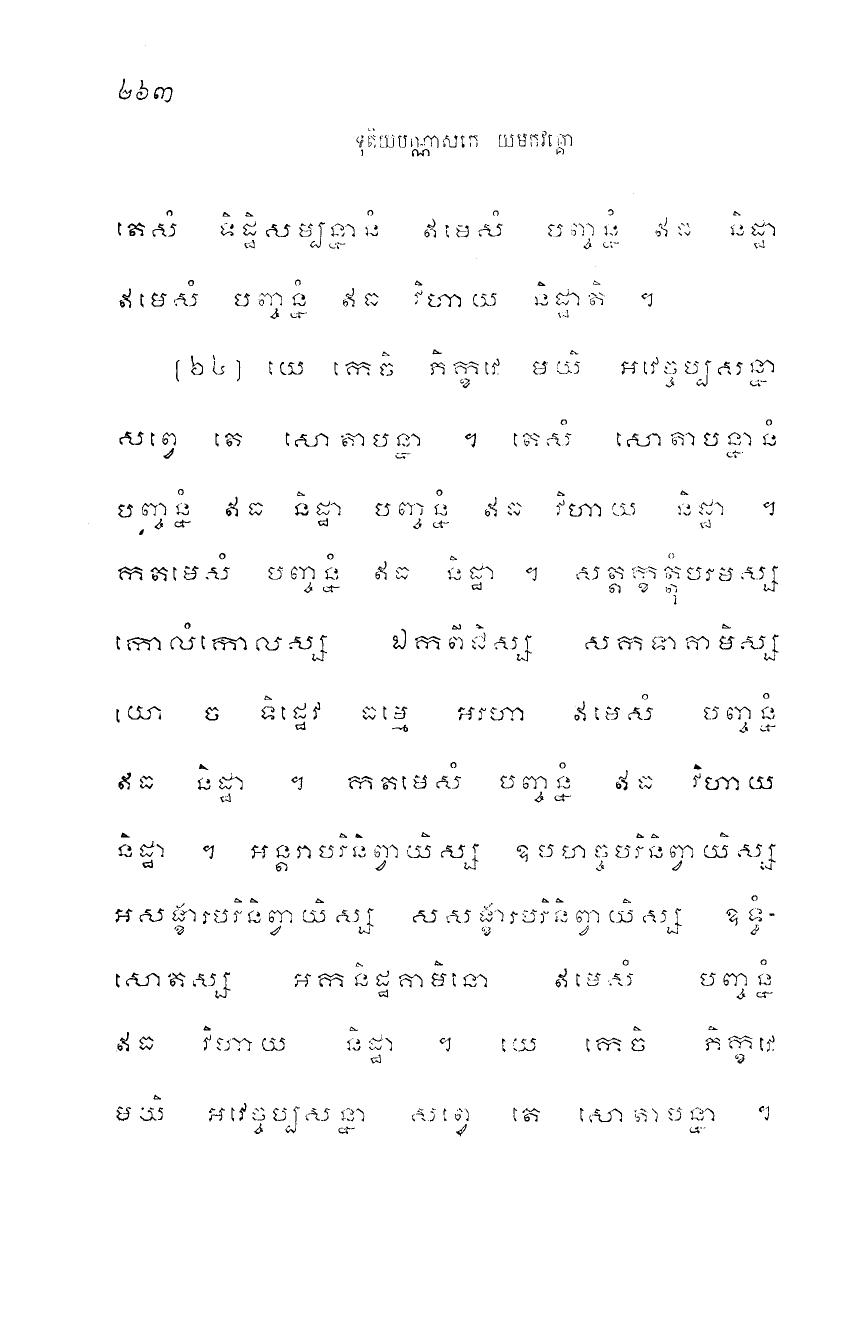 ២៦៣
ទុតិយបណ្ណាសកេ យមកវគ្គោ
តេសំ ទិដ្ឋិសម្បន្នានំ ឥមេសំ បញ្ចន្នំ ឥធ និដ្ឋា
ឥមេសំ បញ្ចន្នំ ឥធ វិហាយ និដ្ឋាតិ ។
[៦៤] យេ កេចិ ភិក្ខវេ មយិ អវេច្ចប្បសន្នា
សព្វេ តេ សោតាបន្នា ។ តេសំ សោតាបន្នានំ
បញ្ចន្នំ ឥធ និដ្ឋា បញ្ចន្នំ ឥធ វិហាយ និដ្ឋា ។
កតមេសំ បញ្ចន្នំ ឥធ និដ្ឋា ។ សត្តក្ខត្តុំបរមស្ស
កោលំកោលស្ស ឯកពីជិស្ស សកទាគាមិស្ស
យោ ច ទិដ្ឋេវ ធម្មេ អរហា ឥមេសំ បញ្ចន្នំ
ឥធ និដ្ឋា ។ កតមេសំ បញ្ចន្នំ ឥធ វិហាយ
និដ្ឋា ។ អន្តរាបរិនិព្វាយិស្ស ឧបហច្ចបរិនិព្វាយិស្ស
អសង្ខារបរិនិព្វាយិស្ស សសង្ខារបរិនិព្វាយិស្ស ឧទ្ធំ-
សោតស្ស អកនិដ្ឋគាមិនោ ឥមេសំ បញ្ចន្នំ
ឥធ វិហាយ និដ្ឋា ។ យេ កេចិ ភិក្ខវេ
មយិ អវេច្ចប្បសន្នា សព្វេ តេ សោតាបន្នា ។